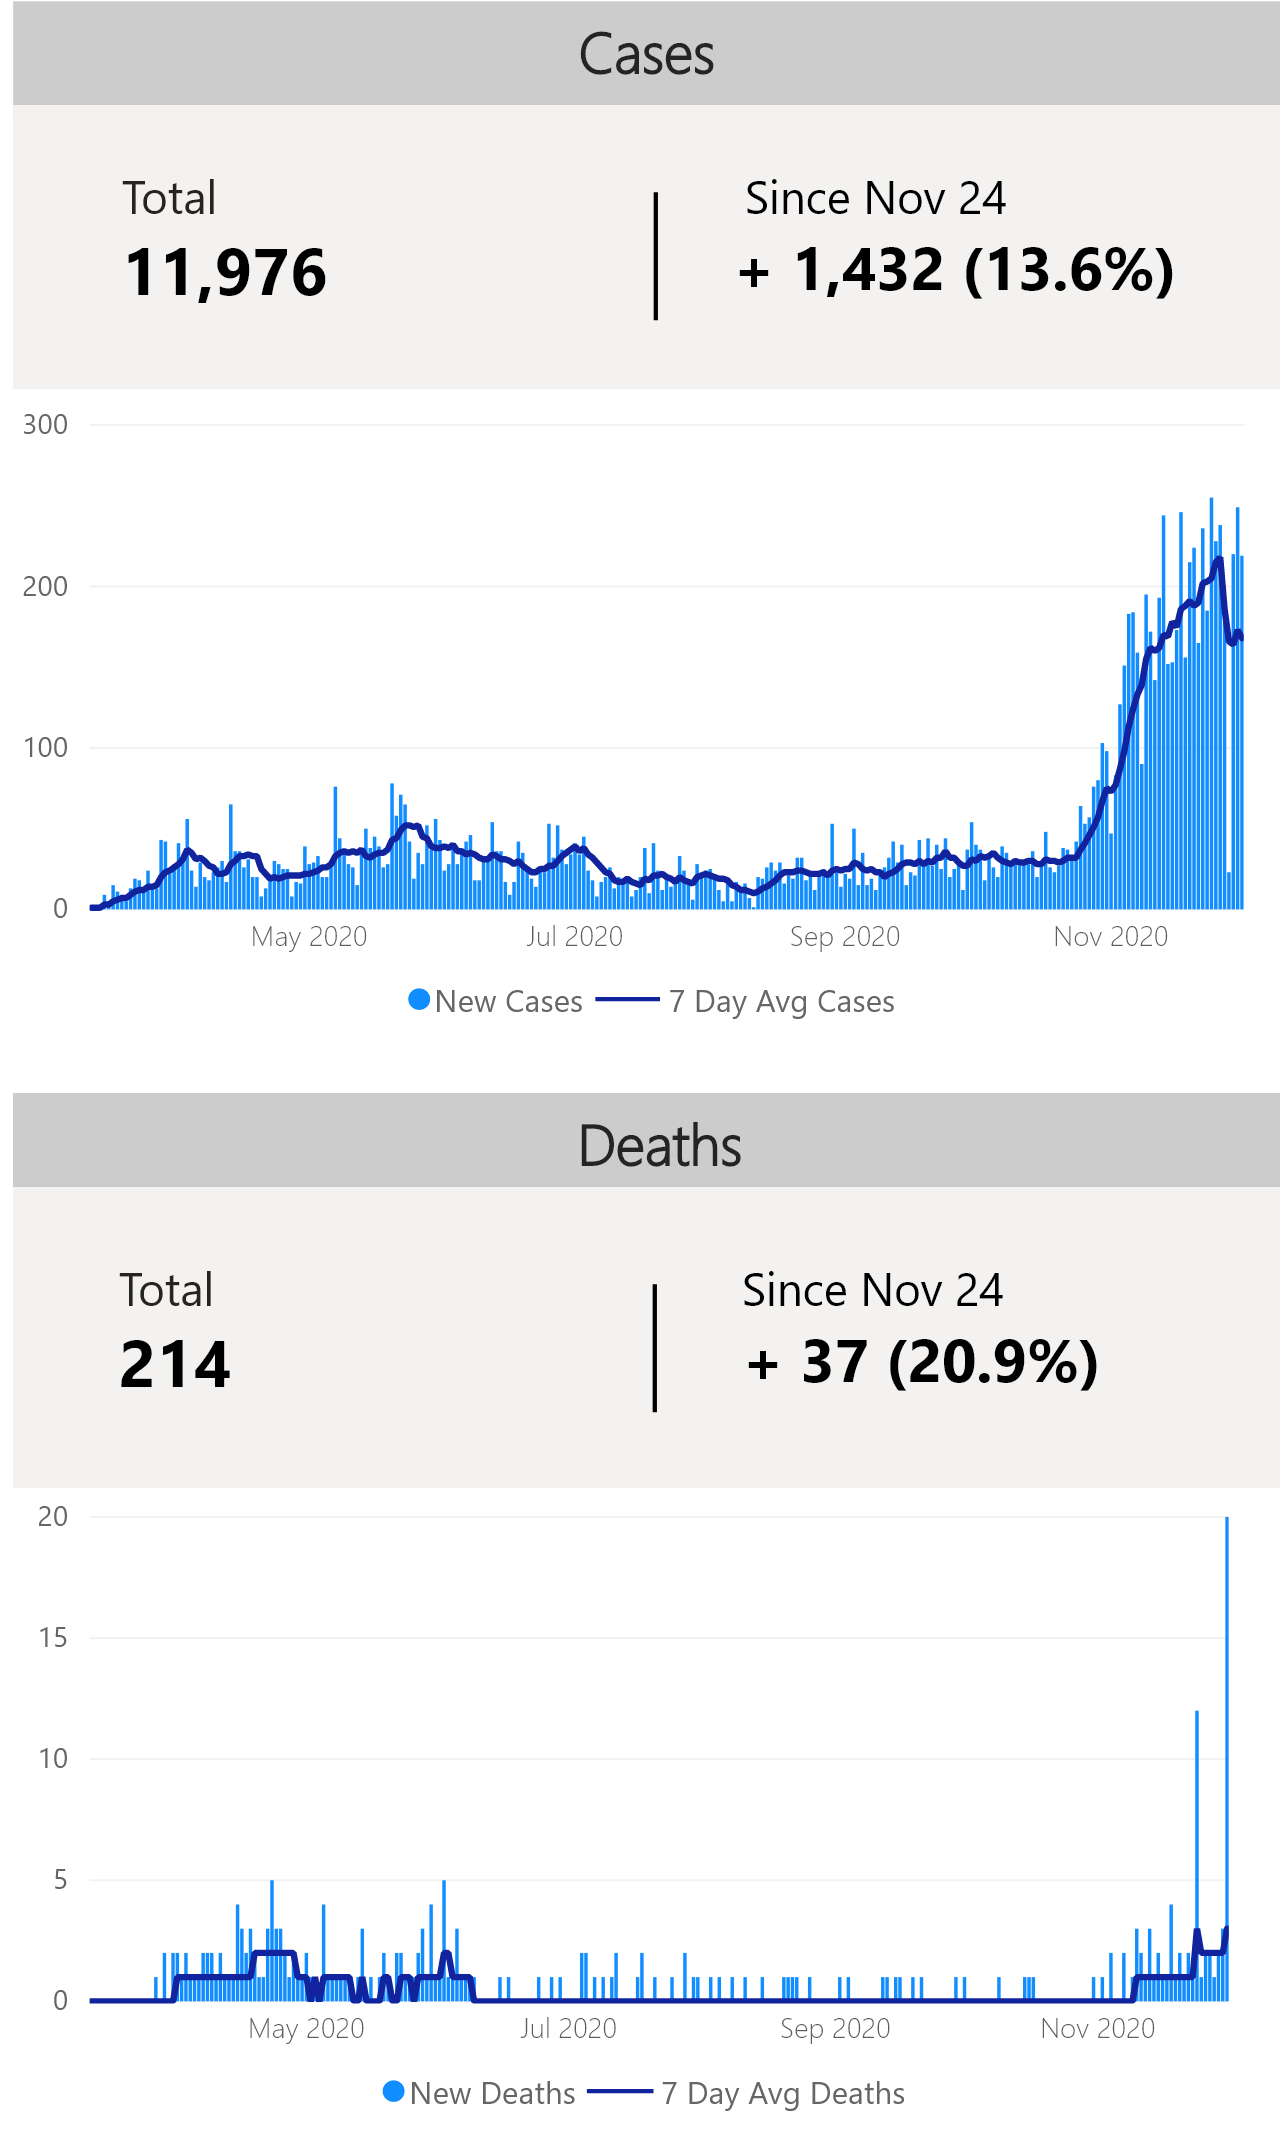 Cases
Total
Since Nov 24
11,976
+ 1,432 (13.6%)
300
200
100
0
May 2020
Jul 2020
Sep 2020
Nov 2020
New Cases
7 Day Avg Cases
Deaths
Total
Since Nov 24
214
+ 37 (20.9%)
20
15
10
5
0
May 2020
Jul 2020
Sep 2020
Nov 2020
New Deaths
7 Day Avg Deaths